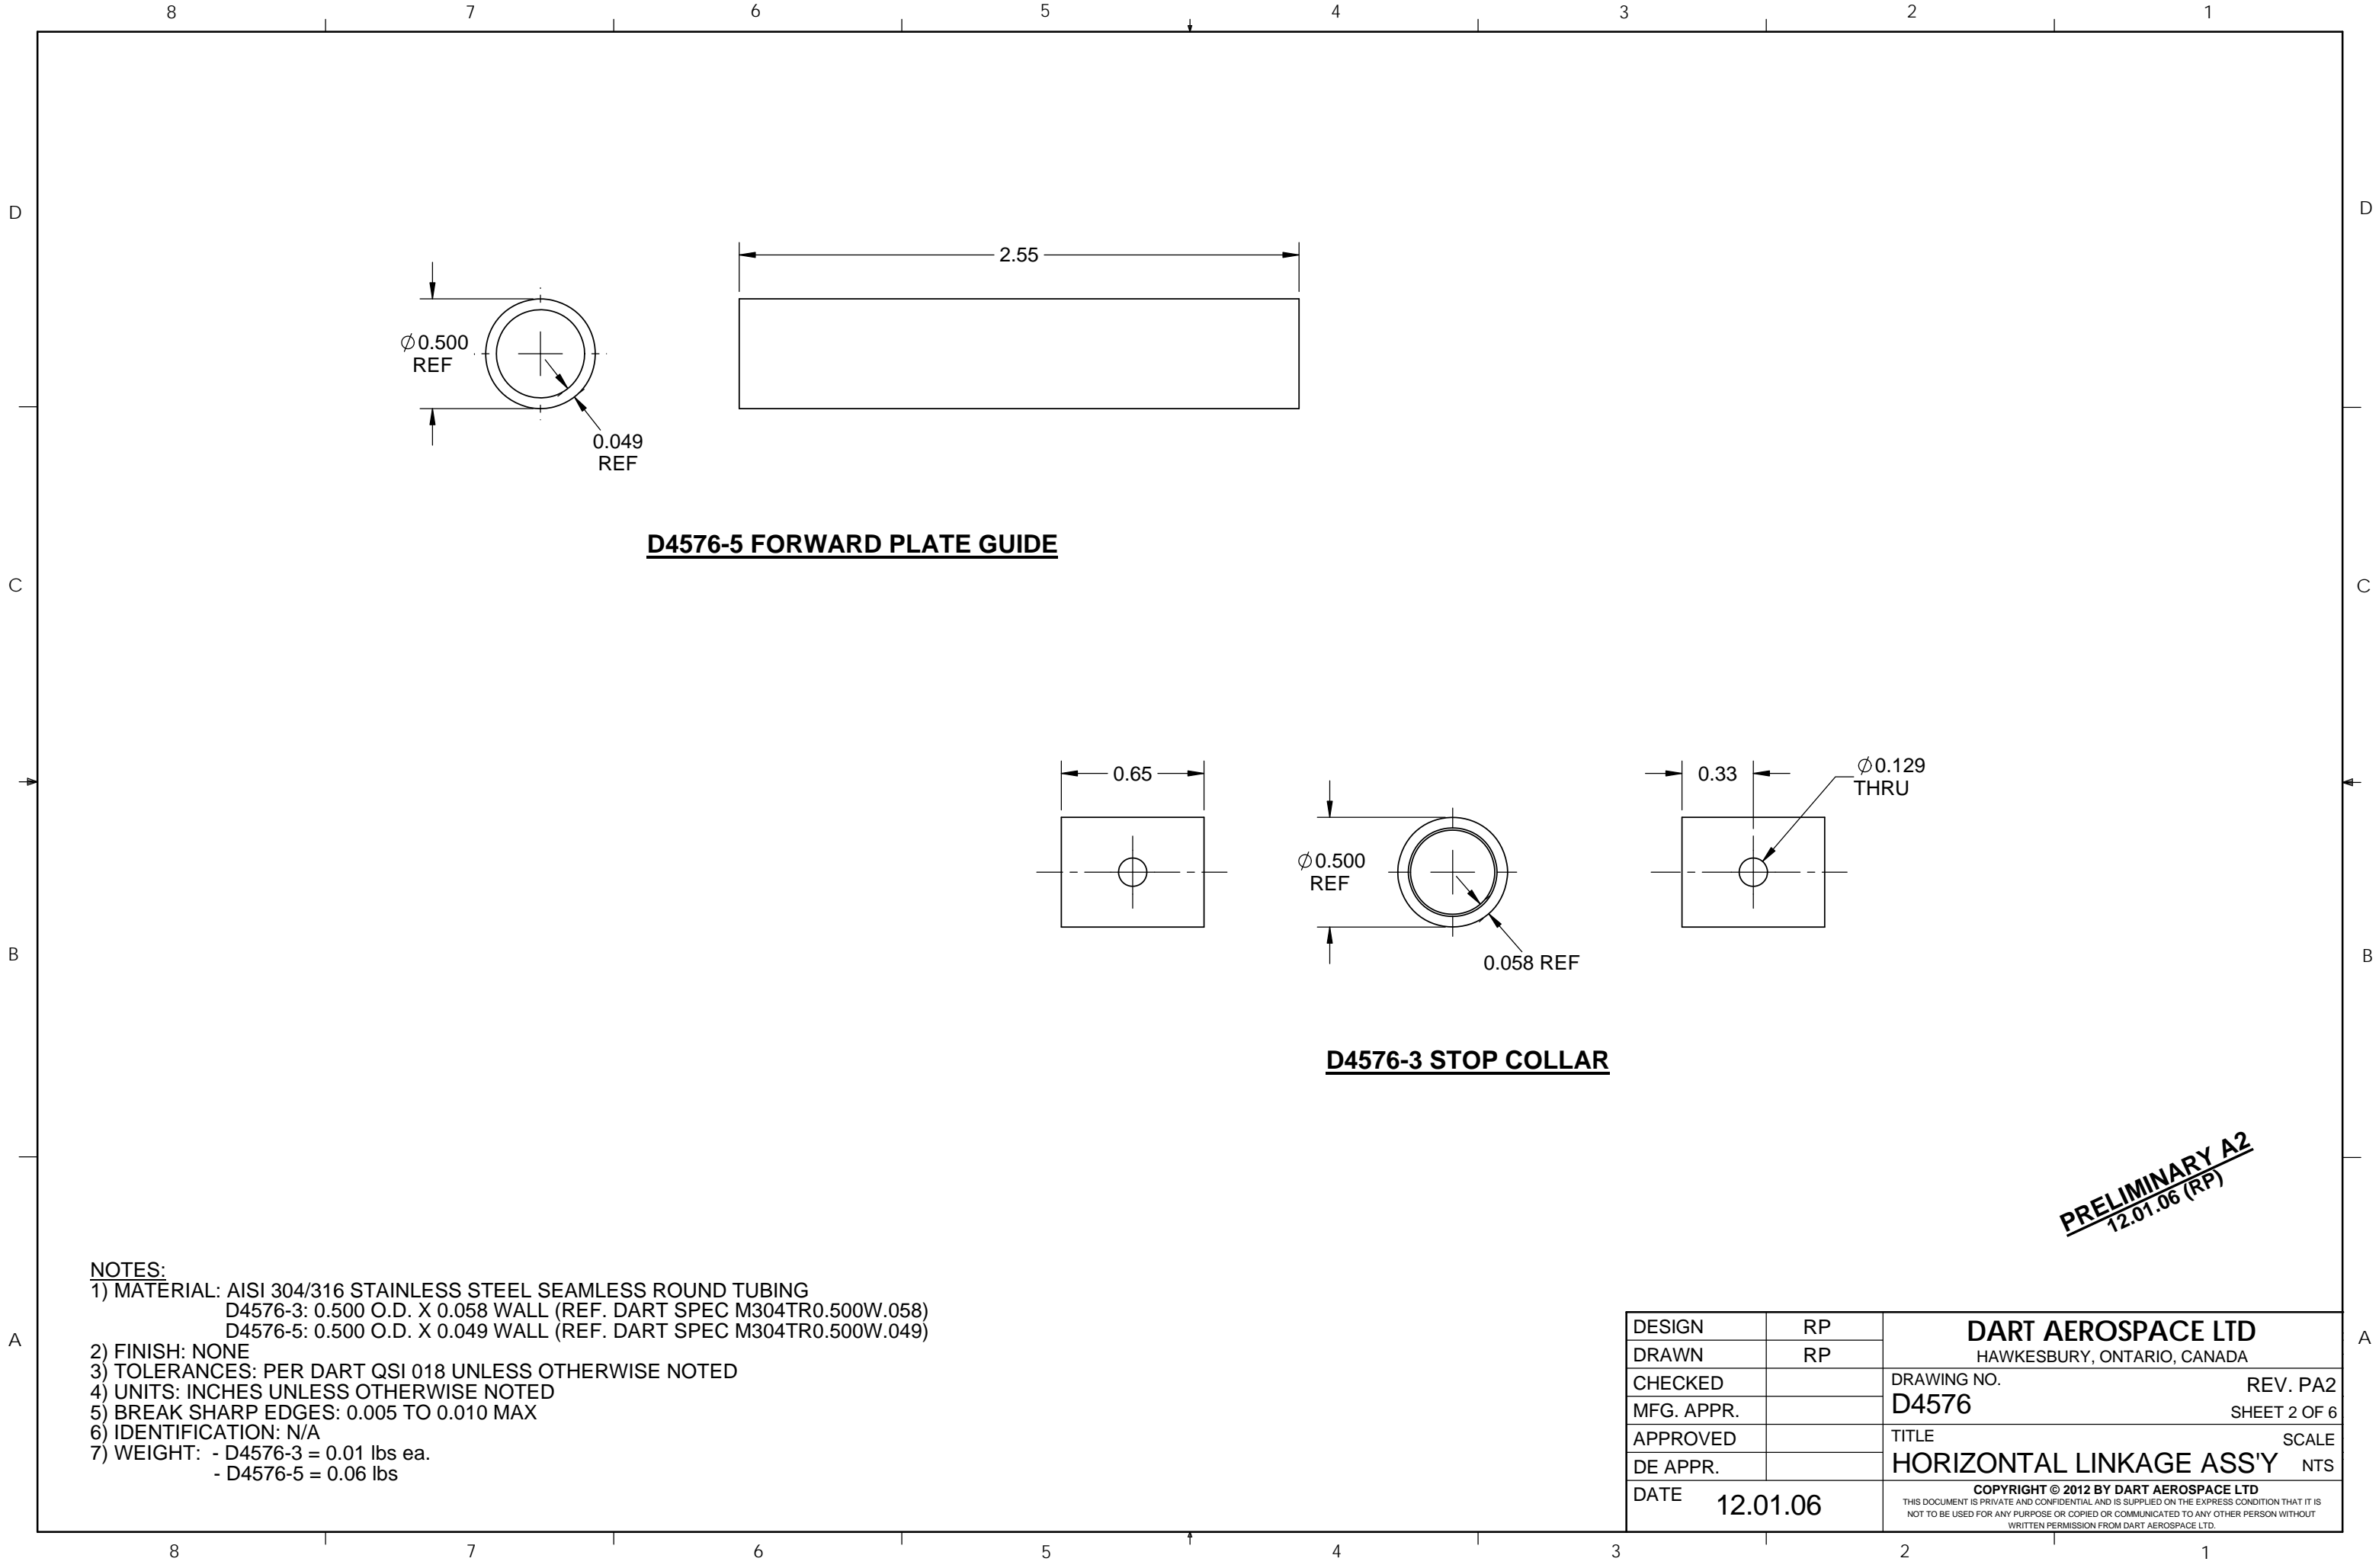 8 7 6 5 4 3 2 1
D D
2.55
Ø0.500
REF
0.049
REF
D4576-5 FORWARD PLATE GUIDE
C C
0.65
Ø0.500
REF
0.058 REF
0.33
Ø0.129
THRU
B B
D4576-3 STOP COLLAR
PRELIMINARY A2
12.01.06 (RP)
NOTES:
1) MATERIAL: AISI 304/316 STAINLESS STEEL SEAMLESS ROUND TUBING
D4576-3: 0.500 O.D. X 0.058 WALL (REF. DART SPEC M304TR0.500W.058)
D4576-5: 0.500 O.D. X 0.049 WALL (REF. DART SPEC M304TR0.500W.049)
2) FINISH: NONE
3) TOLERANCES: PER DART QSI 018 UNLESS OTHERWISE NOTED
4) UNITS: INCHES UNLESS OTHERWISE NOTED
5) BREAK SHARP EDGES: 0.005 TO 0.010 MAX
6) IDENTIFICATION: N/A
7) WEIGHT: - D4576-3 = 0.01 lbs ea.
- D4576-5 = 0.06 lbs
A A
DESIGN RP
DRAWN RP
CHECKED
MFG. APPR.
APPROVED
DE APPR.
DATE 12.01.06
DART AEROSPACE LTD
HAWKESBURY, ONTARIO, CANADA
DRAWING NO. REV. PA2
D4576 SHEET 2 OF 6
TITLE SCALE
HORIZONTAL LINKAGE ASS'Y NTS
COPYRIGHT © 2012 BY DART AEROSPACE LTD
THIS DOCUMENT IS PRIVATE AND CONFIDENTIAL AND IS SUPPLIED ON THE EXPRESS CONDITION THAT IT IS
NOT TO BE USED FOR ANY PURPOSE OR COPIED OR COMMUNICATED TO ANY OTHER PERSON WITHOUT
WRITTEN PERMISSION FROM DART AEROSPACE LTD.
8 7 6 5 4 3 2 1